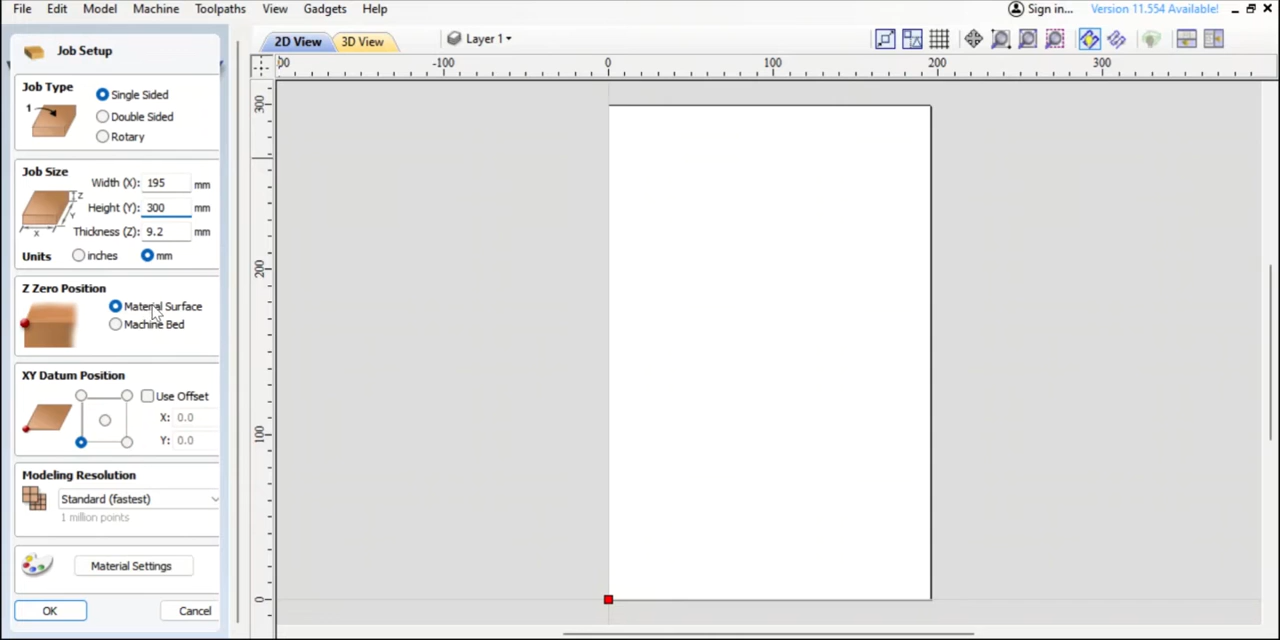 File Edit Model Machine Toolpaths View Gadgets Help Sign in... Version 11.554 Available!
Job Setup
2D View 3D View Layer 1
-100 0 100 200 300
Job Type
1
Single Sided
Double Sided
Rotary
Job Size
Width (X): 195 mm
Height (Y): 300 mm
Thickness (Z): 9.2 mm
Z
Y
X
Units inches mm
Z Zero Position
Material Surface
Machine Bed
XY Datum Position
Use Offset
X: 0.0
Y: 0.0
Modeling Resolution
Standard (fastest)
1 million points
Material Settings
OK Cancel
300
200
100
0